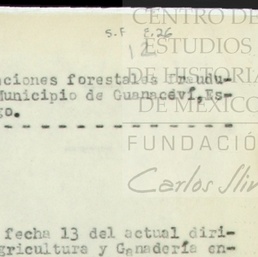 CENTRO DE
S.F E.26
ESTUDIOS
12
DE HISTORIA
aciones forestales fraudu-
Municipio de Guanaceví, Es-
DE MÉXICO
go.
FUNDACIÓN
Carlos Slim
fecha 13 del actual diri-
gricultura y Ganadería en-